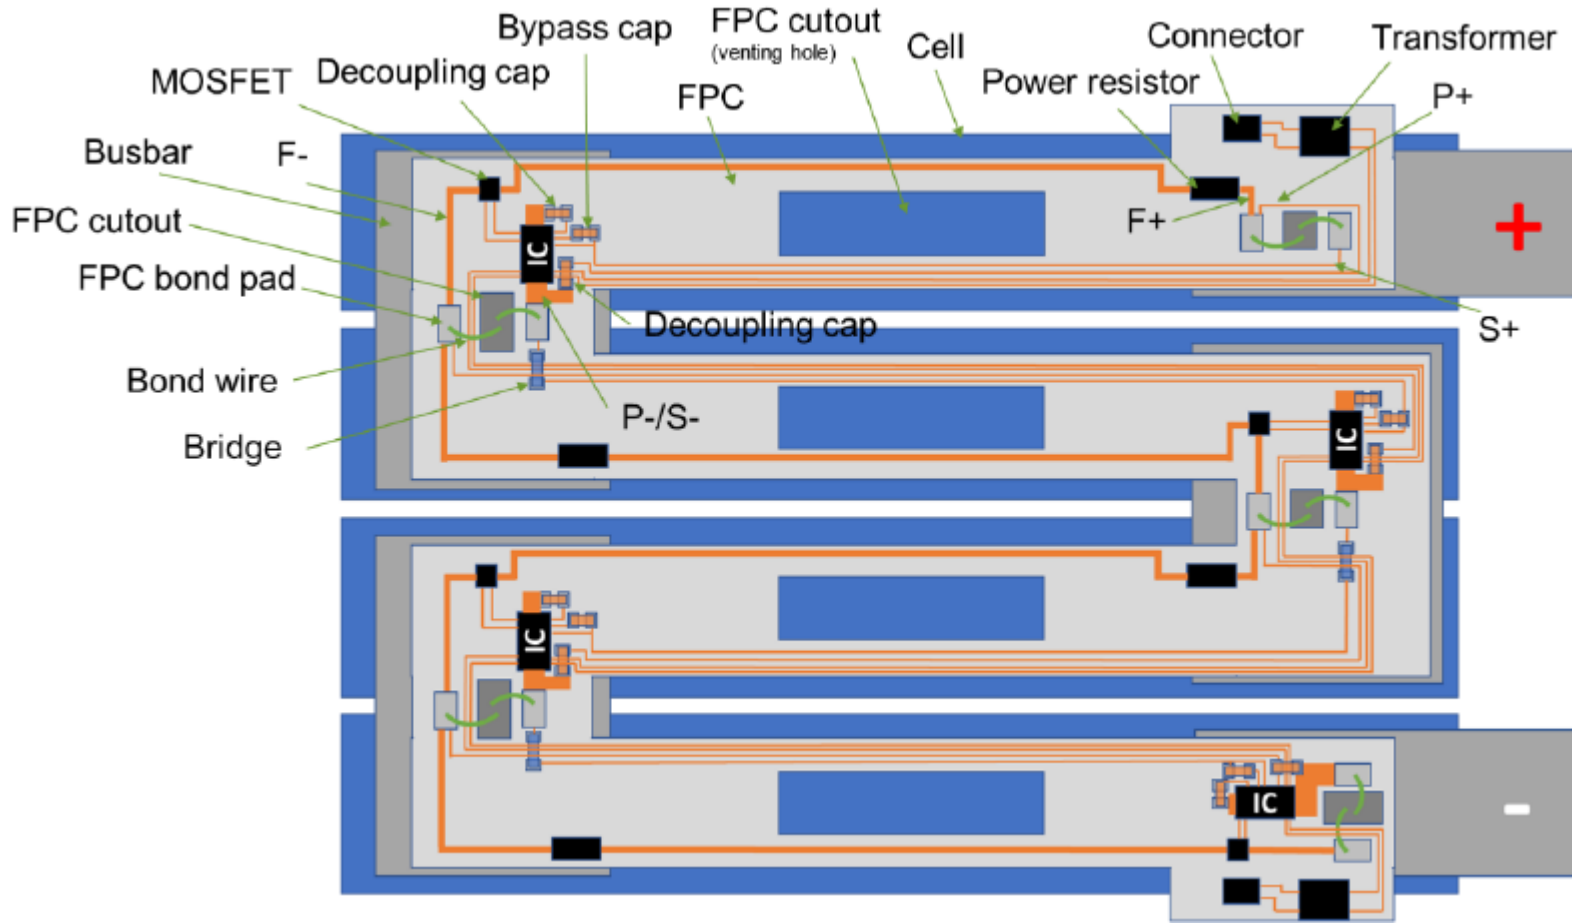 Bypass cap
FPC cutout
(venting hole)
Cell
Connector
Transformer
Decoupling cap
MOSFET
FPC
Power resistor
P+
Busbar
F-
FPC cutout
F+
+
IC
FPC bond pad
Decoupling cap
S+
Bond wire
P-/S-
Bridge
IC
IC
IC
-